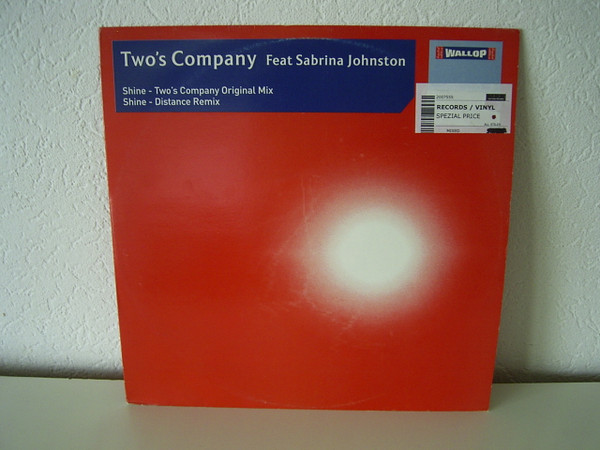 Two's Company Feat Sabrina Johnston
Shine - Two's Company Original Mix
Shine - Distance Remix
WALLOP
RECORDS / VINYL
SPEZIAL PRICE